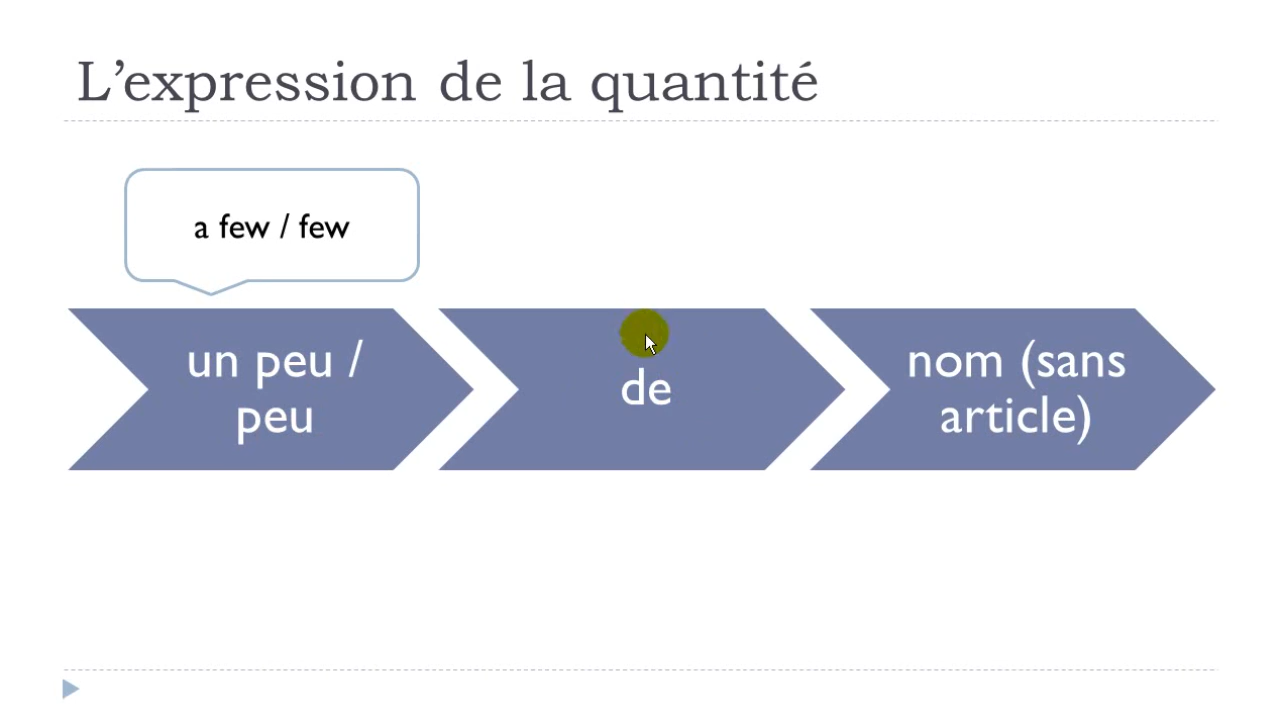 L’expression de la quantité
a few / few
un peu /
peu
de
nom (sans
article)